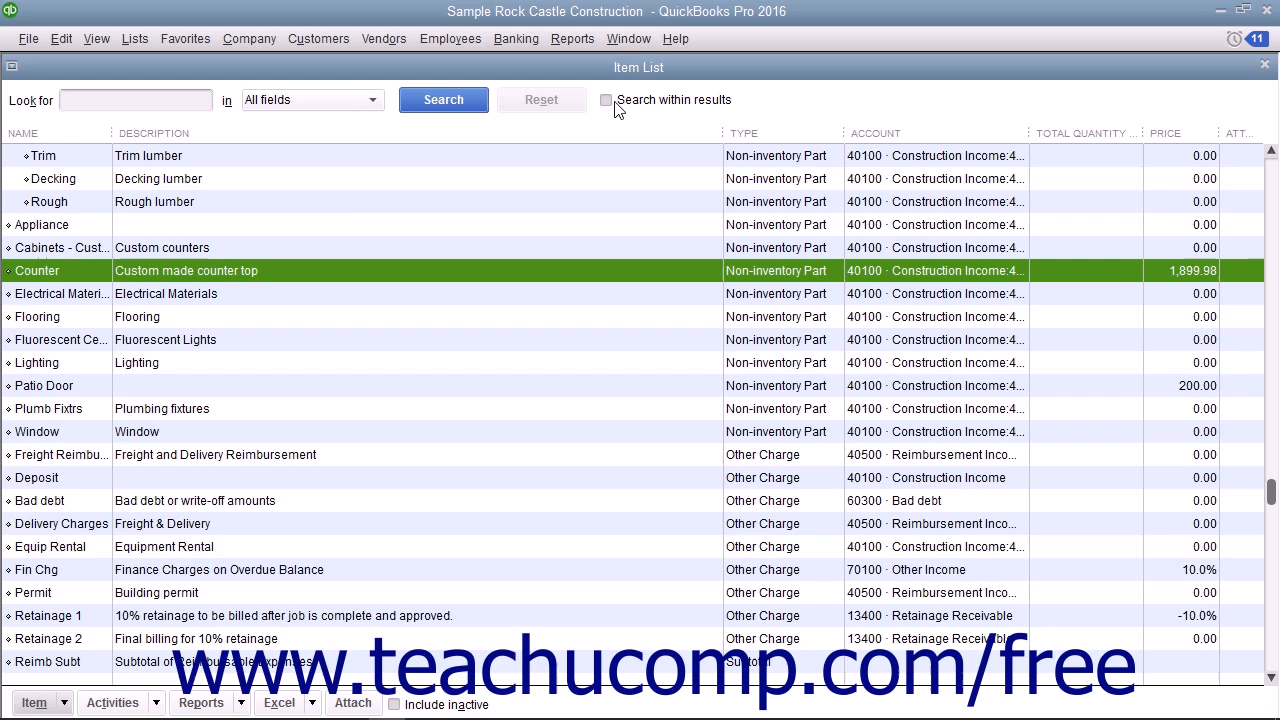 qb Sample Rock Castle Construction - QuickBooks Pro 2016
File Edit View Lists Favorites Company Customers Vendors Employees Banking Reports Window Help 11
Item List
Look for in All fields Search Reset Search within results
NAME DESCRIPTION TYPE ACCOUNT TOTAL QUANTITY ... PRICE ATT...
Trim Trim lumber Non-inventory Part 40100 · Construction Income:4... 0.00
Decking Decking lumber Non-inventory Part 40100 · Construction Income:4... 0.00
Rough Rough lumber Non-inventory Part 40100 · Construction Income:4... 0.00
Appliance Non-inventory Part 40100 · Construction Income:4... 0.00
Cabinets - Cust... Custom counters Non-inventory Part 40100 · Construction Income:4... 0.00
Counter Custom made counter top Non-inventory Part 40100 · Construction Income:4... 1,899.98
Electrical Materi... Electrical Materials Non-inventory Part 40100 · Construction Income:4... 0.00
Flooring Flooring Non-inventory Part 40100 · Construction Income:4... 0.00
Fluorescent Ce... Fluorescent Lights Non-inventory Part 40100 · Construction Income:4... 0.00
Lighting Lighting Non-inventory Part 40100 · Construction Income:4... 0.00
Patio Door Non-inventory Part 40100 · Construction Income:4... 200.00
Plumb Fixtrs Plumbing fixtures Non-inventory Part 40100 · Construction Income:4... 0.00
Window Window Non-inventory Part 40100 · Construction Income:4... 0.00
Freight Reimbu... Freight and Delivery Reimbursement Other Charge 40500 · Reimbursement Inco... 0.00
Deposit Other Charge 40100 · Construction Income 0.00
Bad debt Bad debt or write-off amounts Other Charge 60300 · Bad debt 0.00
Delivery Charges Freight & Delivery Other Charge 40500 · Reimbursement Inco... 0.00
Equip Rental Equipment Rental Other Charge 40100 · Construction Income:4... 0.00
Fin Chg Finance Charges on Overdue Balance Other Charge 70100 · Other Income 10.0%
Permit Building permit Other Charge 40500 · Reimbursement Inco... 0.00
Retainage 1 10% retainage to be billed after job is complete and approved. Other Charge 13400 · Retainage Receivable -10.0%
Retainage 2 Final billing for 10% retainage Other Charge 13400 · Retainage Receivable 0.00
Reimb Subt Subtotal of Reimbursable Expenses Subtotal
www.teachucomp.com/free
Item Activities Reports Excel Attach Include inactive